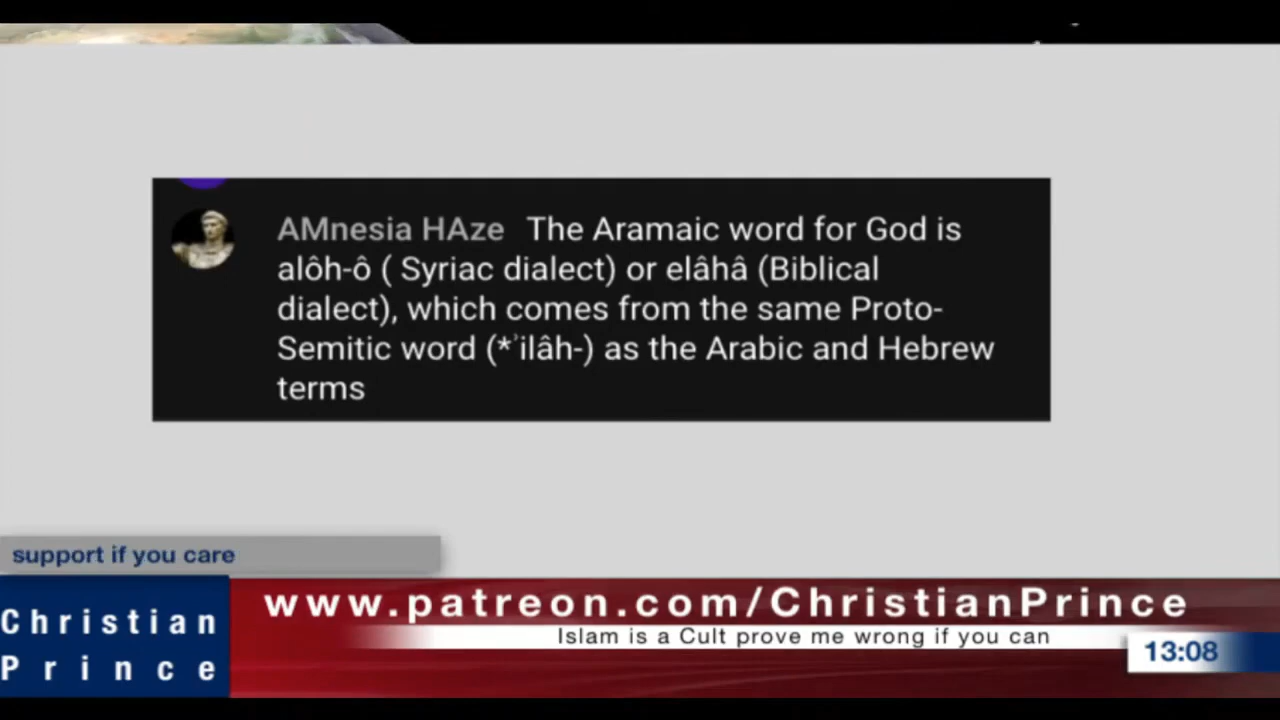 AMnesia HAze The Aramaic word for God is
alôh-ô ( Syriac dialect) or elâhâ (Biblical
dialect), which comes from the same Proto-
Semitic word (*ʾilâh-) as the Arabic and Hebrew
terms
support if you care
Christian
Prince
www.patreon.com/ChristianPrince
Islam is a Cult prove me wrong if you can
13:08